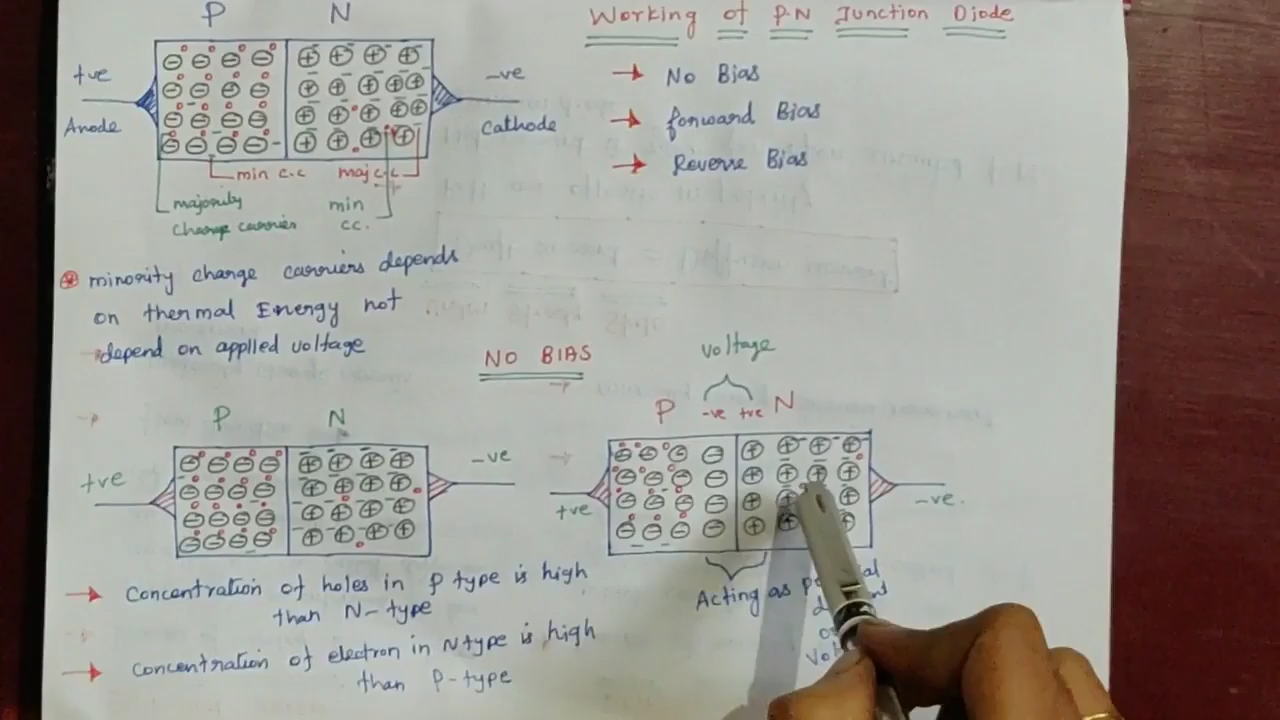 P N
Working of PN Junction Diode
+ve
Anode
-ve
Cathode
→ No Bias
→ forward Bias
→ Reverse Bias
min c.c majc.c
majority
charge carrier
min
cc.
minority charge carriers depends
on thermal Energy not
depend on applied voltage
NO BIAS
voltage
P N
P -ve +ve N
+ve
-ve
+ve
-ve.
→ Concentration of holes in P type is high
than N-type
→ Concentration of electron in N type is high
than P-type
Acting as